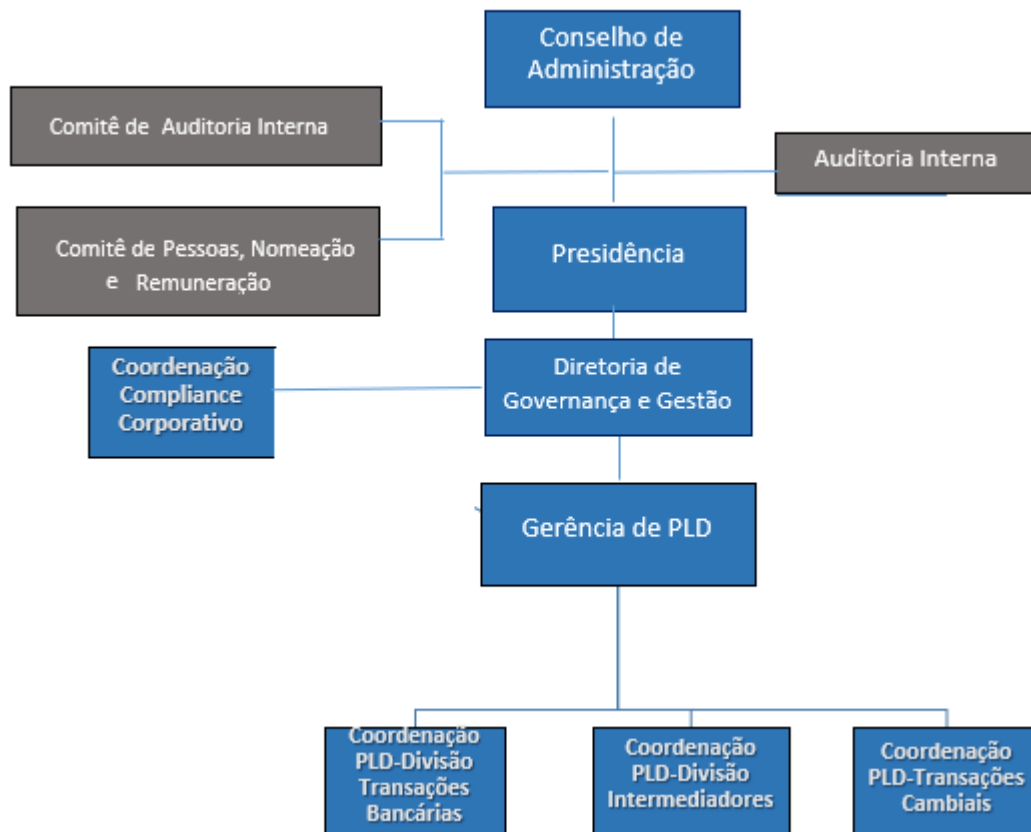 Conselho de
Administração
Comitê de Auditoria Interna
Auditoria Interna
Comitê de Pessoas, Nomeação
e Remuneração
Presidência
Coordenação
Compliance
Corporativo
Diretoria de
Governança e Gestão
Gerência de PLD
Coordenação
PLD-Divisão
Transações
Bancárias
Coordenação
PLD-Divisão
Intermediadores
Coordenação
PLD-Transações
Cambiais